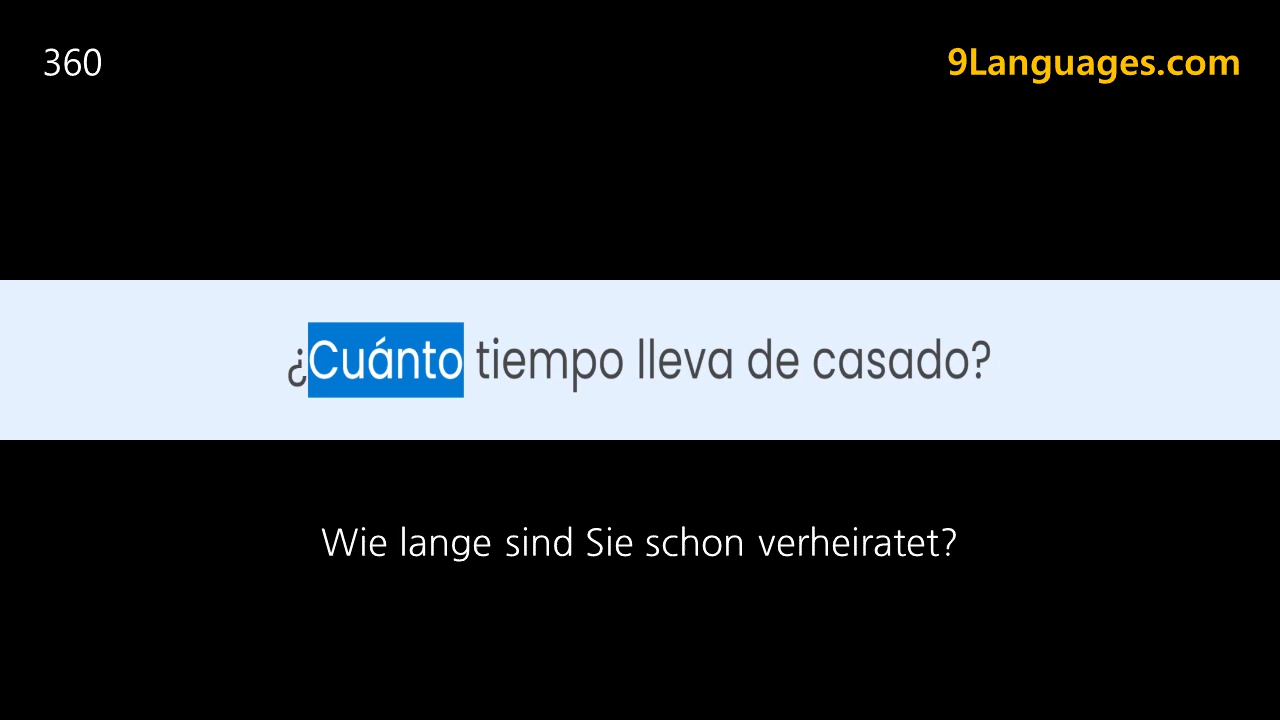 360
9Languages.com
¿Cuánto tiempo lleva de casado?
Wie lange sind Sie schon verheiratet?